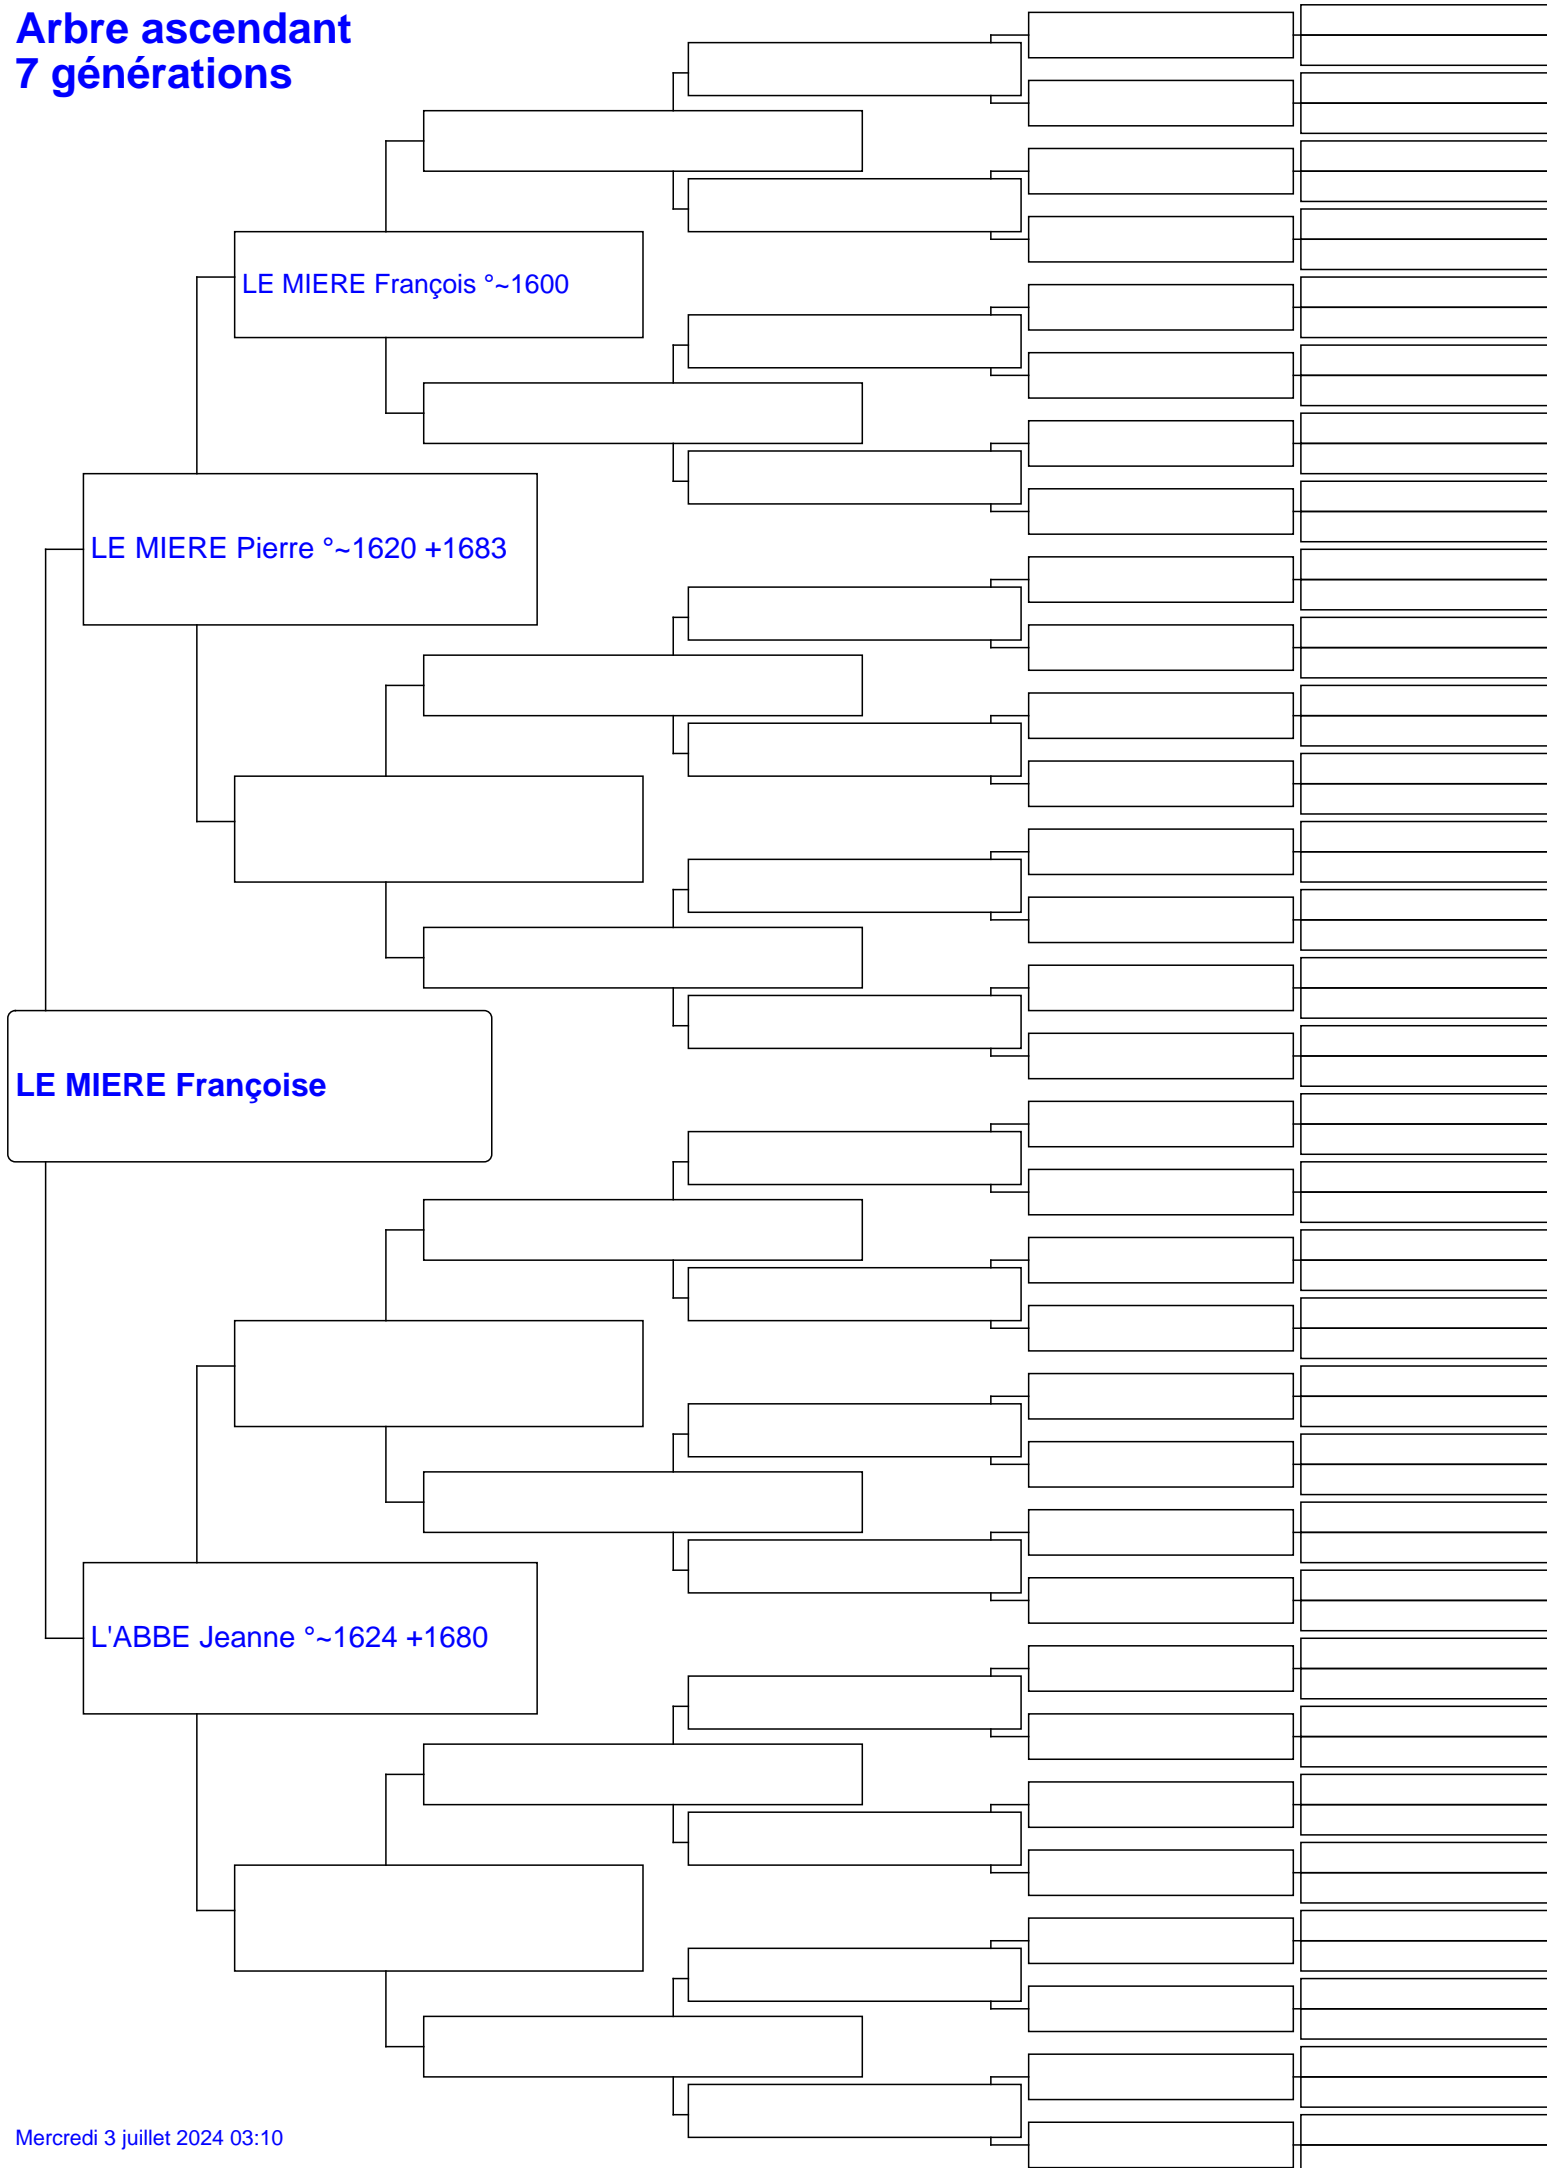 Arbre ascendant
7 générations
LE MIERE François °~1600
LE MIERE Pierre °~1620 +1683
LE MIERE Françoise
L'ABBE Jeanne °~1624 +1680
Mercredi 3 juillet 2024 03:10